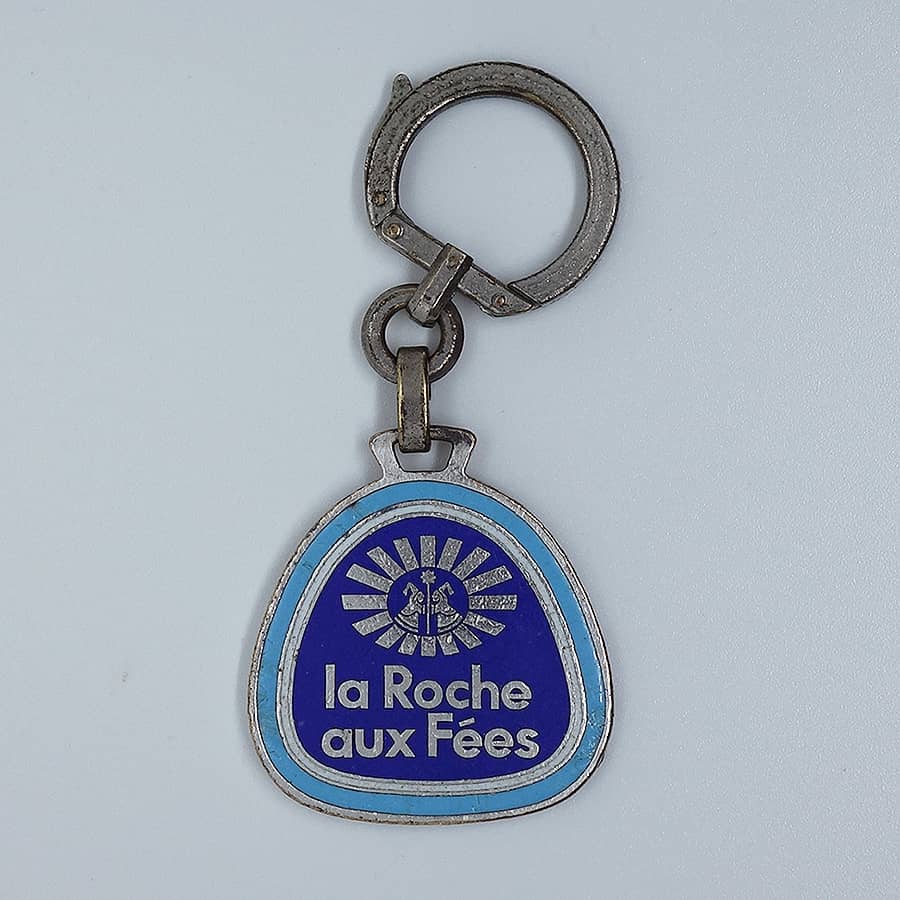 la Roche
aux Fées